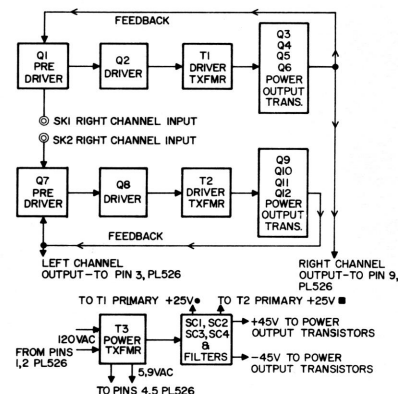 FEEDBACK
Q1
PRE
DRIVER
Q2
DRIVER
T1
DRIVER
TXFMR
Q3
Q4
Q5
Q6
POWER
OUTPUT
TRANS.
SK1 RIGHT CHANNEL INPUT
SK2 RIGHT CHANNEL INPUT
Q7
PRE
DRIVER
Q8
DRIVER
T2
DRIVER
TXFMR
Q9
Q10
Q11
Q12
POWER
OUTPUT
TRANS.
FEEDBACK
LEFT CHANNEL
OUTPUT-TO PIN 3, PL526
RIGHT CHANNEL
OUTPUT-TO PIN 9,
PL526
TO T1 PRIMARY +25V
TO T2 PRIMARY +25V
120VAC
FROM PINS
1,2 PL526
T3
POWER
TXFMR
SC1, SC2
SC3, SC4
&
FILTERS
+45V TO POWER
OUTPUT TRANSISTORS
-45V TO POWER
OUTPUT TRANSISTORS
5,9VAC
TO PINS 4,5 PL526